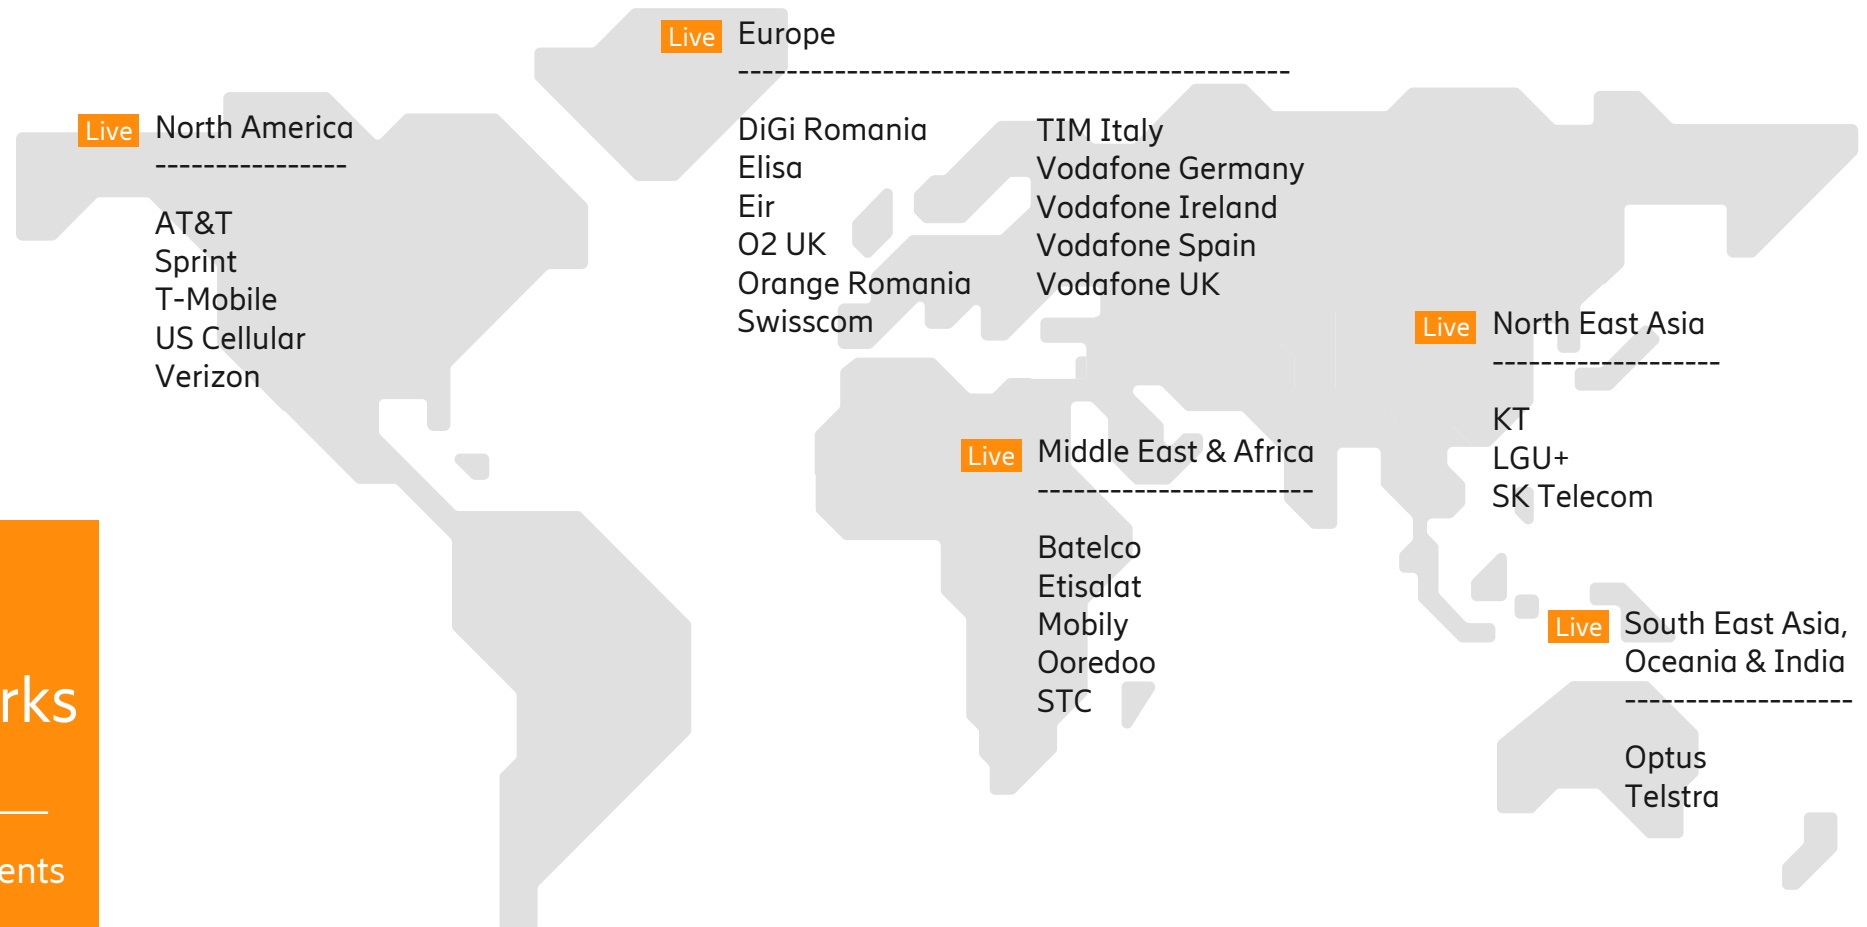 Live Europe
DiGi Romania
Elisa
Eir
O2 UK
Orange Romania
Swisscom
TIM Italy
Vodafone Germany
Vodafone Ireland
Vodafone Spain
Vodafone UK
Live North America
AT&T
Sprint
T-Mobile
US Cellular
Verizon
Live North East Asia
KT
LGU+
SK Telecom
Live Middle East & Africa
Batelco
Etisalat
Mobily
Ooredoo
STC
Live South East Asia,
Oceania & India
Optus
Telstra
rks
ents